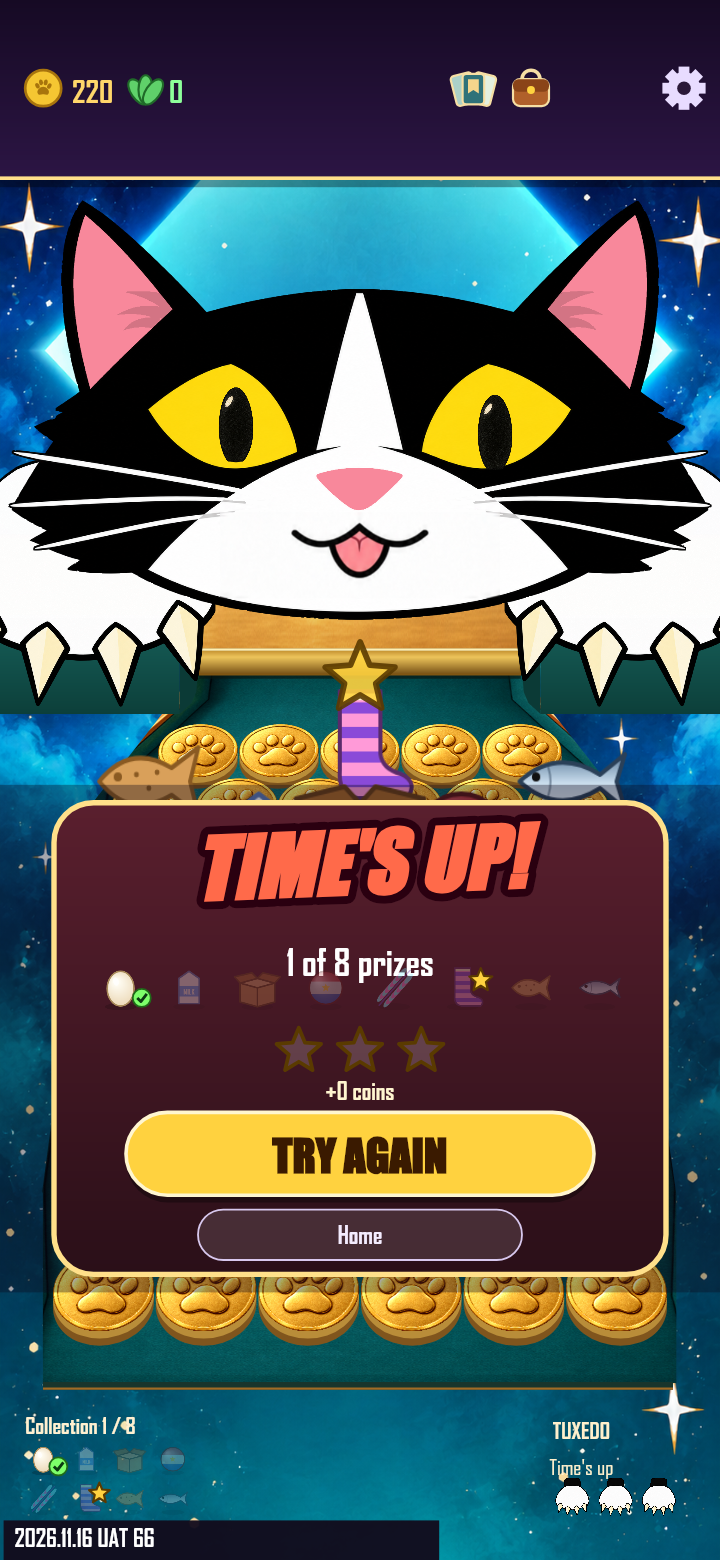 220
0
TIME'S UP!
1 of 8 prizes
MILK
+0 coins
TRY AGAIN
Home
Collection 1 / 8
TUXEDO
Time's up
2026.11.16 UAT 66